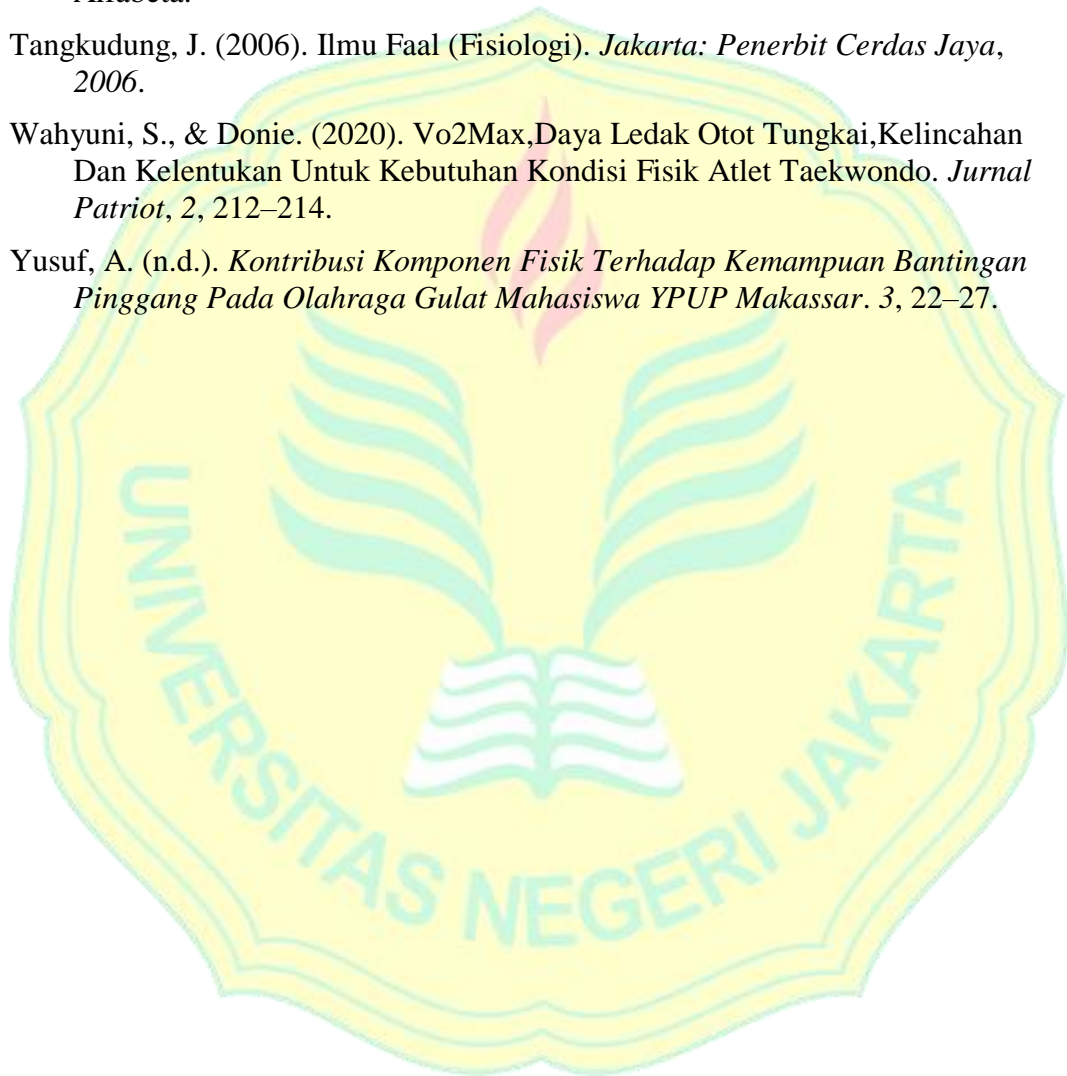 Alfabeta.
Tangkudung, J. (2006). Ilmu Faal (Fisiologi). Jakarta: Penerbit Cerdas Jaya,
2006.
Wahyuni, S., & Donie. (2020). Vo2Max,Daya Ledak Otot Tungkai,Kelincahan
Dan Kelentukan Untuk Kebutuhan Kondisi Fisik Atlet Taekwondo. Jurnal
Patriot, 2, 212–214.
Yusuf, A. (n.d.). Kontribusi Komponen Fisik Terhadap Kemampuan Bantingan
Pinggang Pada Olahraga Gulat Mahasiswa YPUP Makassar. 3, 22–27.
UNIVERSITAS NEGERI JAKARTA